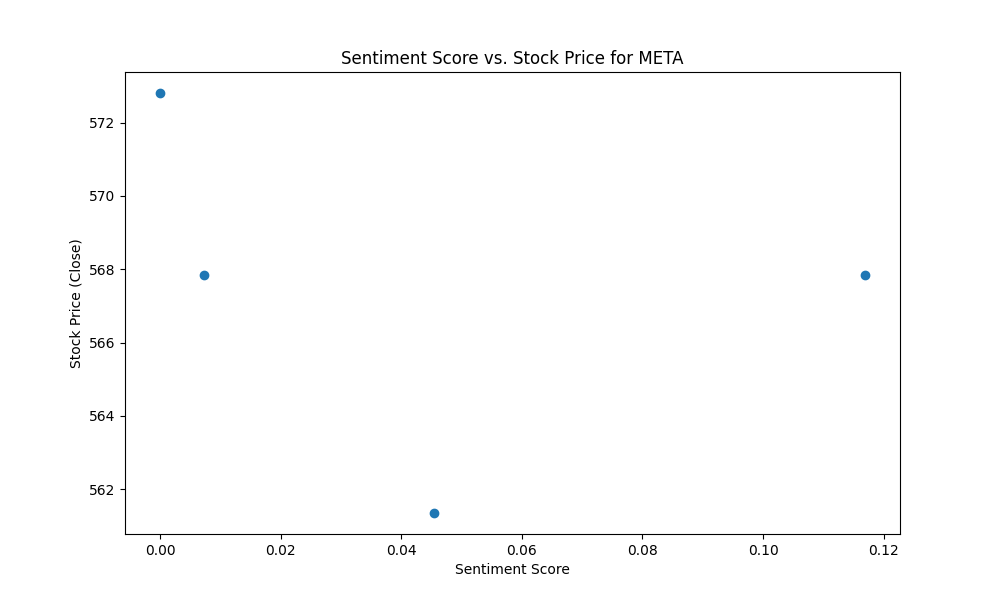 Sentiment Score vs. Stock Price for META
572
570
568
566
564
562
Stock Price (Close)
0.00 0.02 0.04 0.06 0.08 0.10 0.12
Sentiment Score